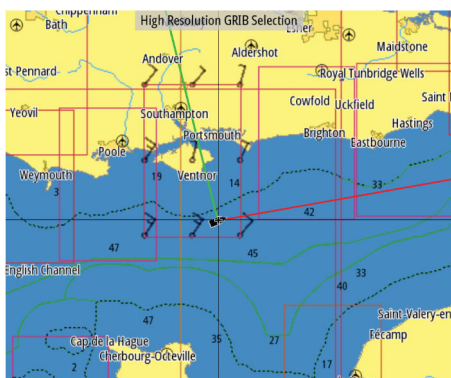 High Resolution GRIB Selection
Chippenham
Bath
Esher
Andover
Aldershot
Maidstone
st Pennard
Royal Tunbridge Wells
Cowfold
Uckfield
Saint
Yeovil
Southampton
Hastings
Portsmouth
Brighton
Eastbourne
Poole
Weymouth
Ventnor
3
19
14
33
42
47
45
English Channel
33
40
47
Saint-Valery-en
Cap de la Hague
35
27
Fécamp
Cherbourg-Octeville
17
2